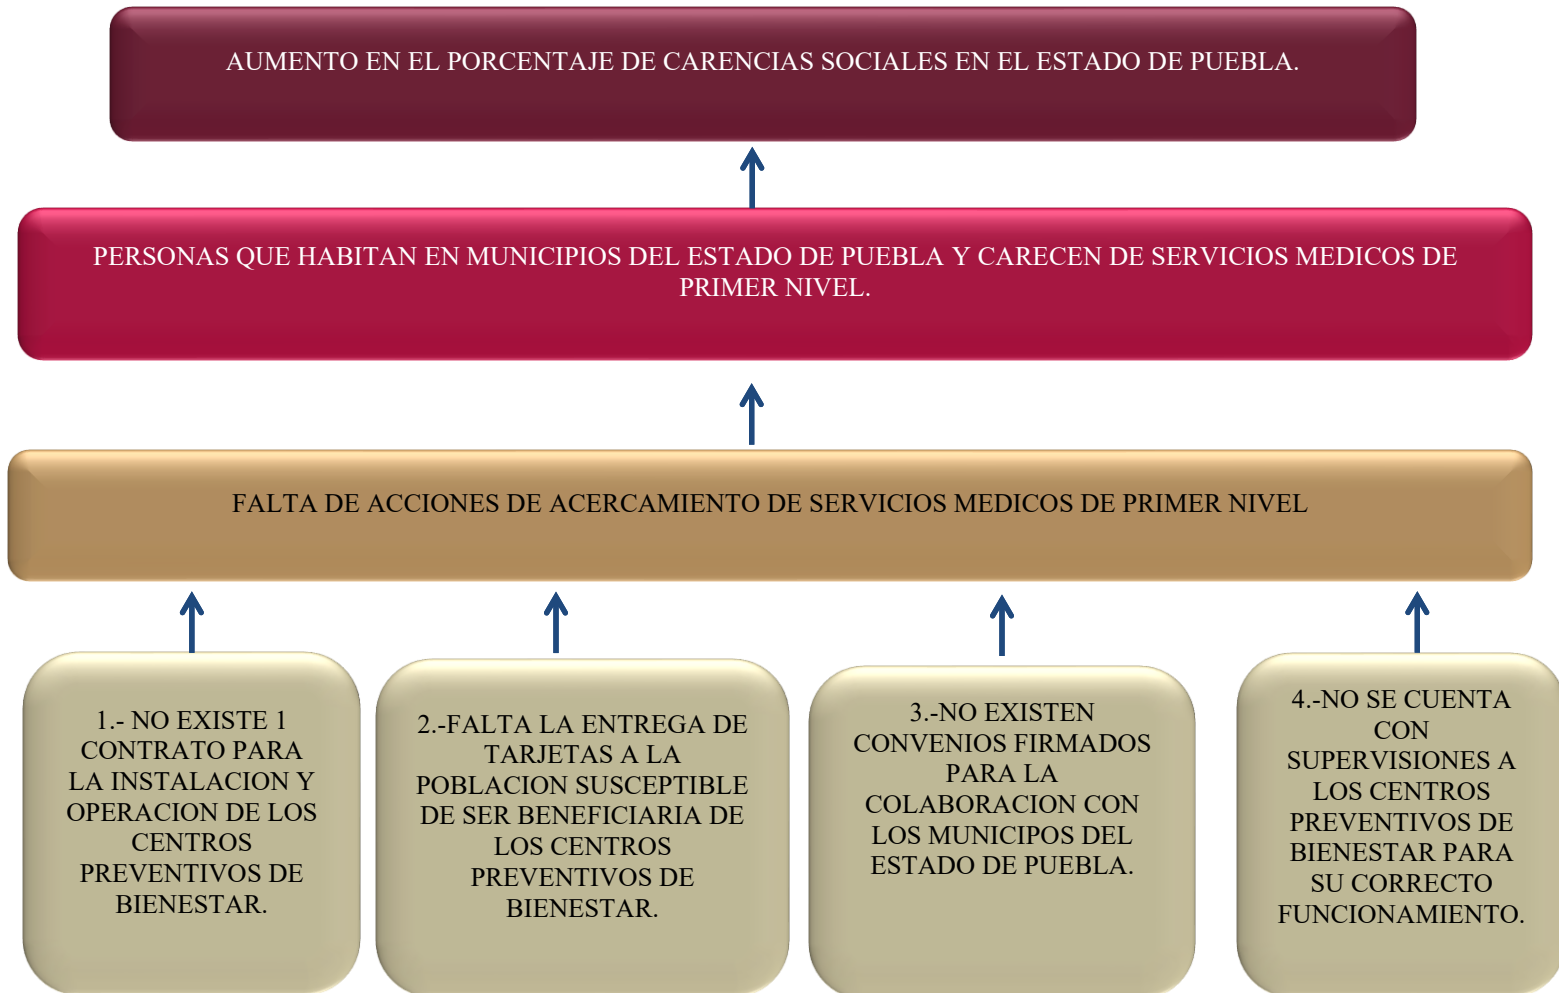 AUMENTO EN EL PORCENTAJE DE CARENCIAS SOCIALES EN EL ESTADO DE PUEBLA.
PERSONAS QUE HABITAN EN MUNICIPIOS DEL ESTADO DE PUEBLA Y CARECEN DE SERVICIOS MEDICOS DE
PRIMER NIVEL.
FALTA DE ACCIONES DE ACERCAMIENTO DE SERVICIOS MEDICOS DE PRIMER NIVEL
1.- NO EXISTE 1
CONTRATO PARA
LA INSTALACION Y
OPERACION DE LOS
CENTROS
PREVENTIVOS DE
BIENESTAR.
2.-FALTA LA ENTREGA DE
TARJETAS A LA
POBLACION SUSCEPTIBLE
DE SER BENEFICIARIA DE
LOS CENTROS
PREVENTIVOS DE
BIENESTAR.
3.-NO EXISTEN
CONVENIOS FIRMADOS
PARA LA
COLABORACION CON
LOS MUNICIPOS DEL
ESTADO DE PUEBLA.
4.-NO SE CUENTA
CON
SUPERVISIONES A
LOS CENTROS
PREVENTIVOS DE
BIENESTAR PARA
SU CORRECTO
FUNCIONAMIENTO.